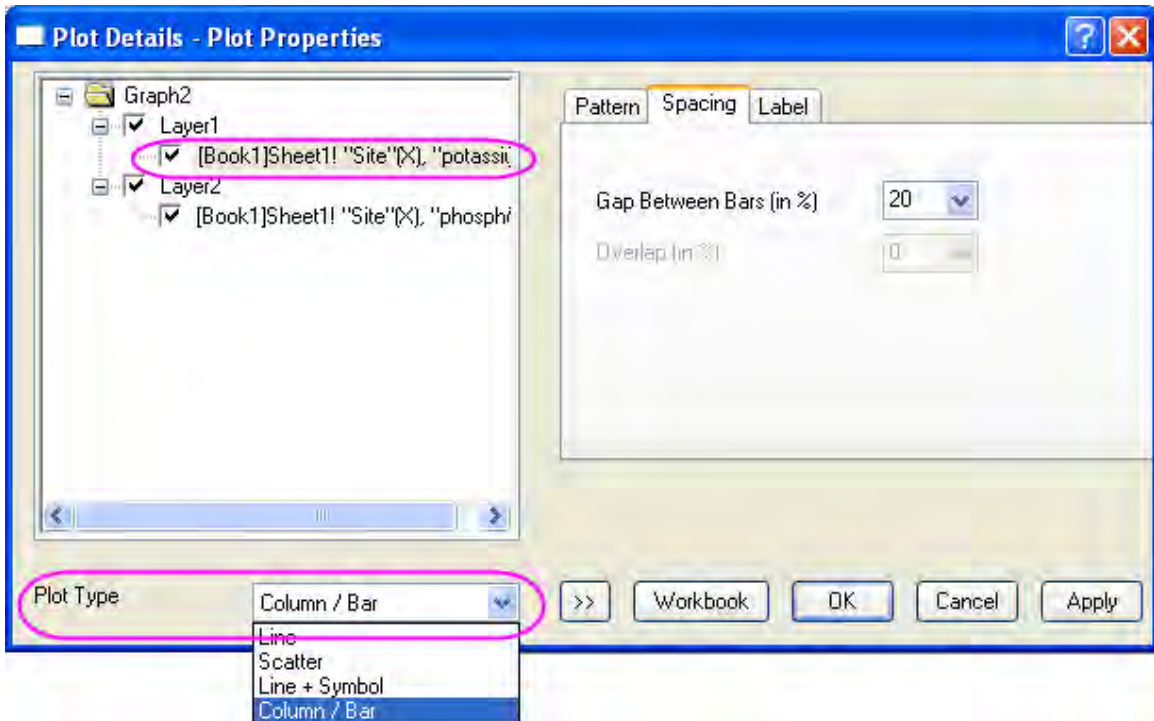 Plot Details - Plot Properties
Graph2
Layer1
[Book1]Sheet1! "Site"(X), "potassiu
Layer2
[Book1]Sheet1! "Site"(X), "phosph
Pattern Spacing Label
Gap Between Bars (in %) 20
Overlap (in %) 0
Plot Type Column / Bar
>> Workbook OK Cancel Apply
Line
Scatter
Line + Symbol
Column / Bar